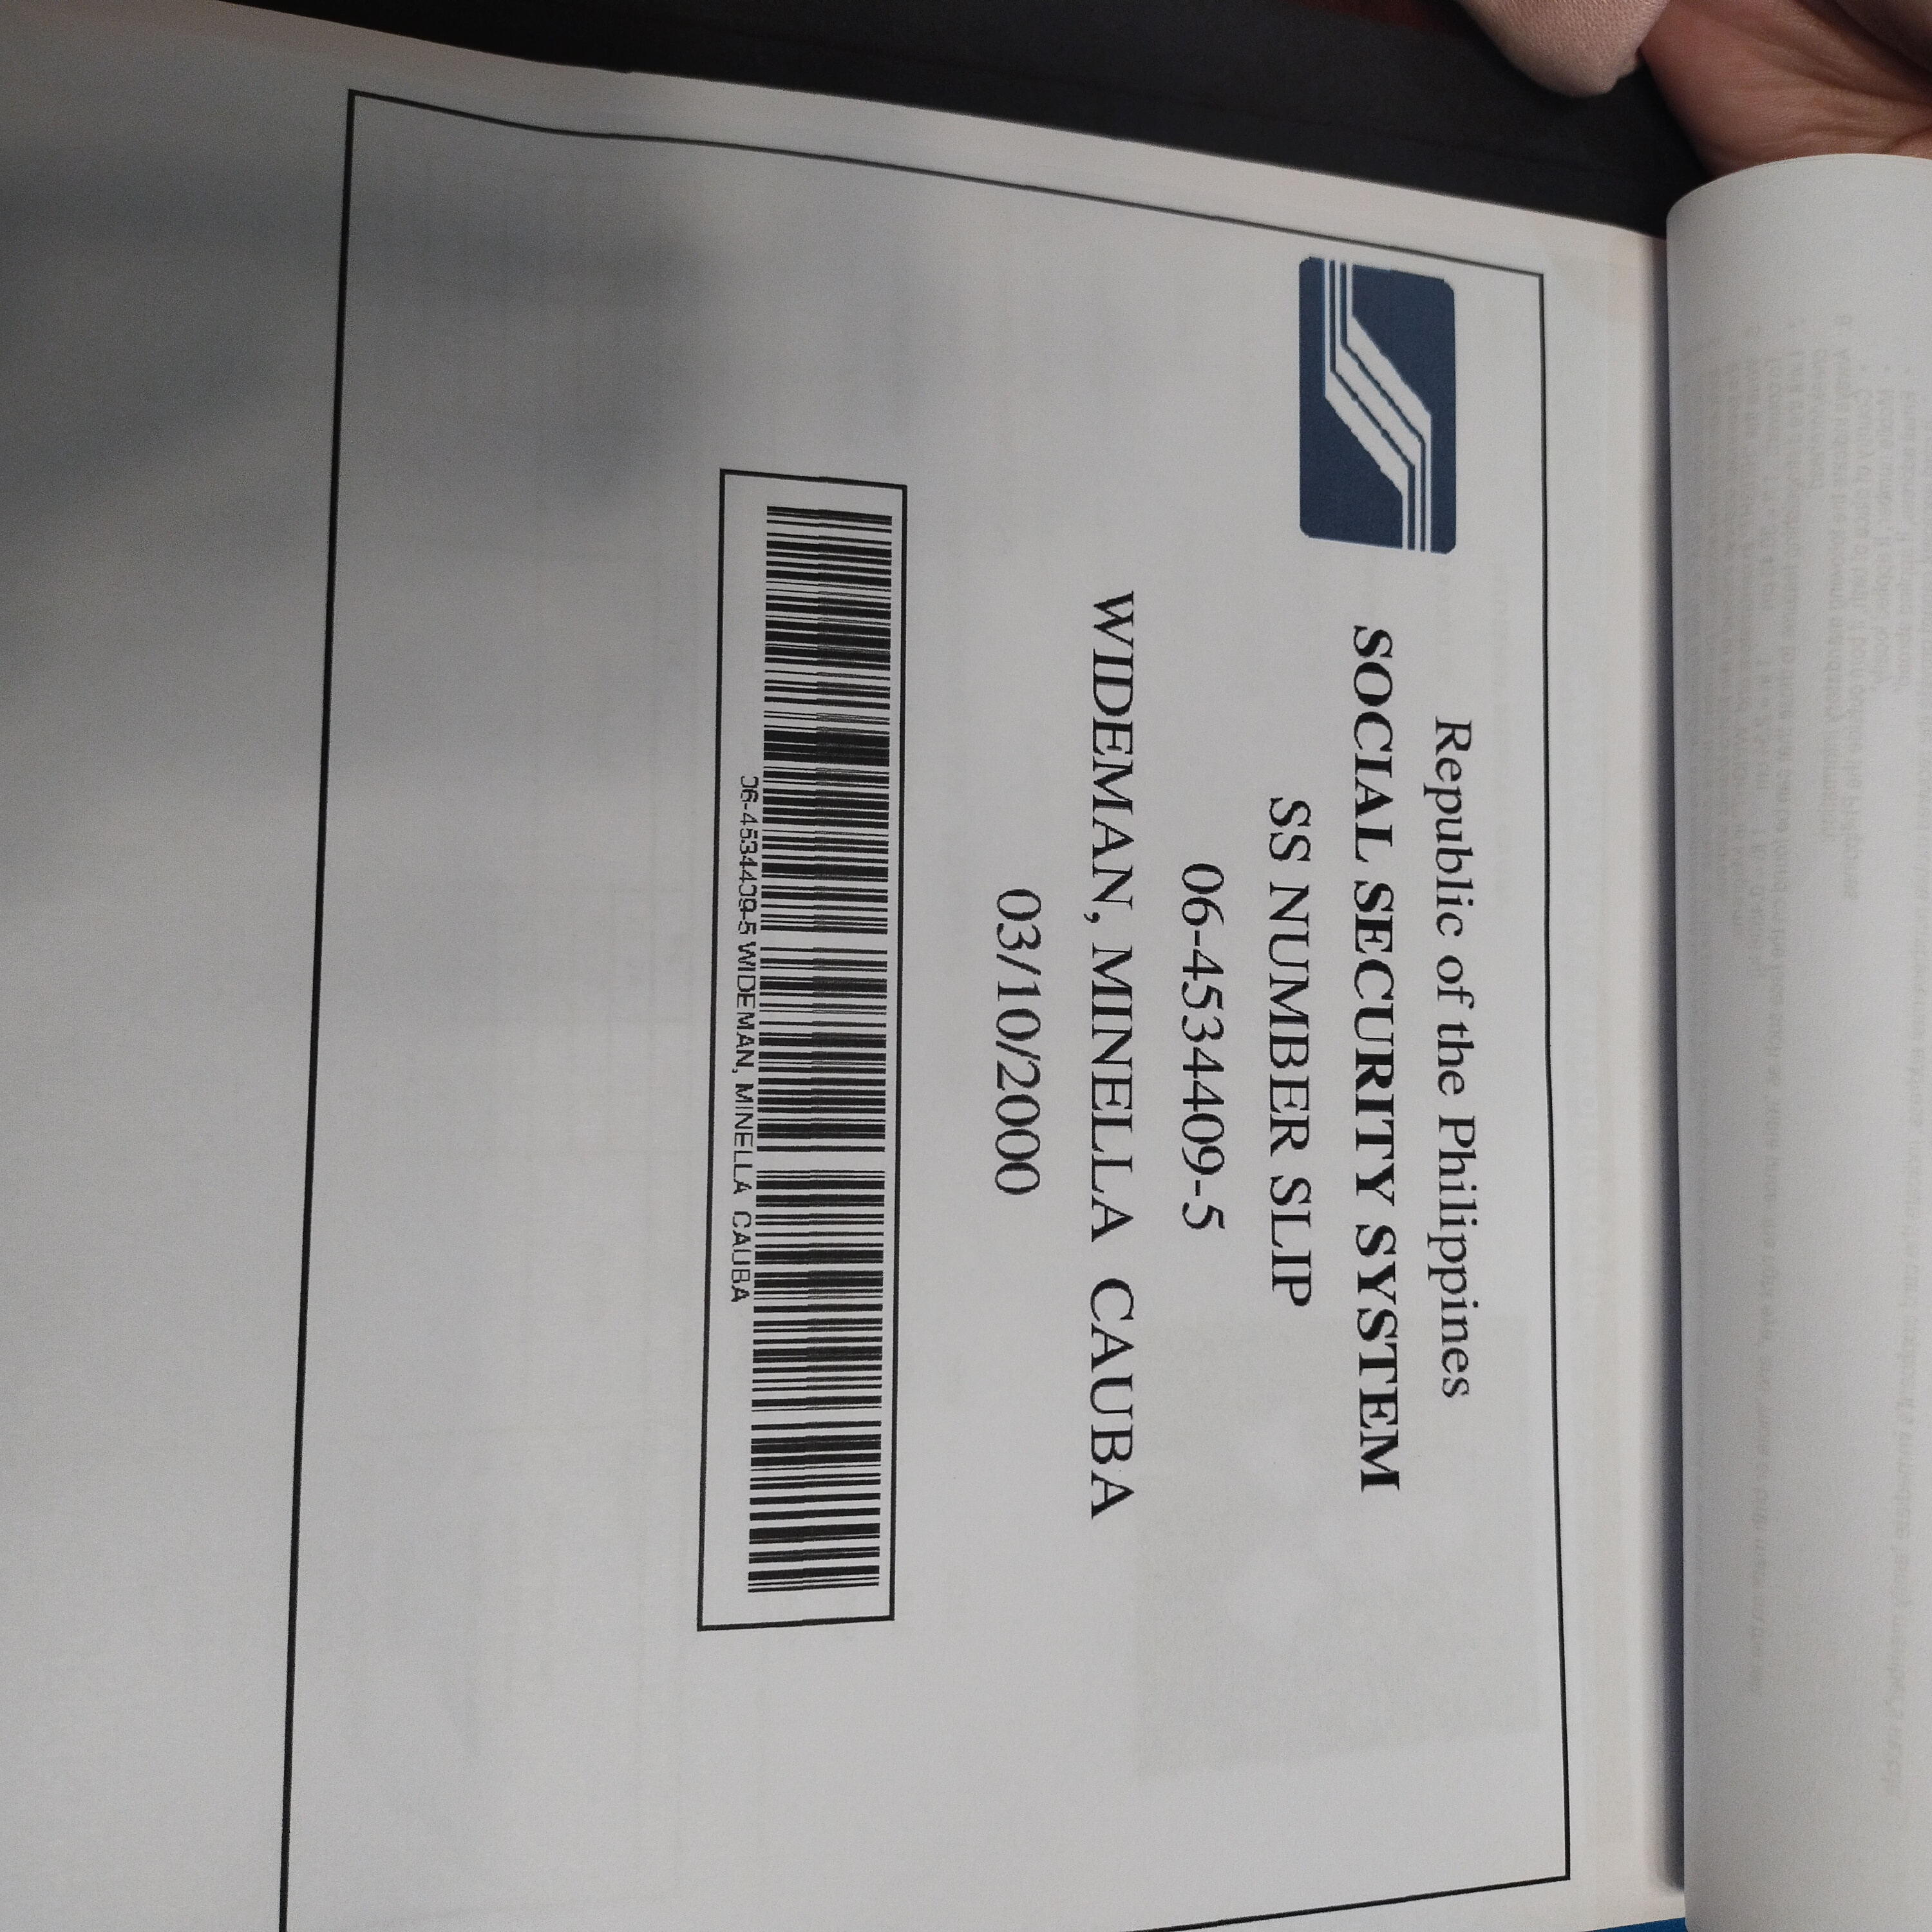 Republic of the Philippines
SOCIAL SECURITY SYSTEM
SS NUMBER SLIP
06-4534409-5
WIDEMAN, MINELLA CAUBA
03/10/2000
06-4534409-5 WIDEMAN, MINELLA CAUBA